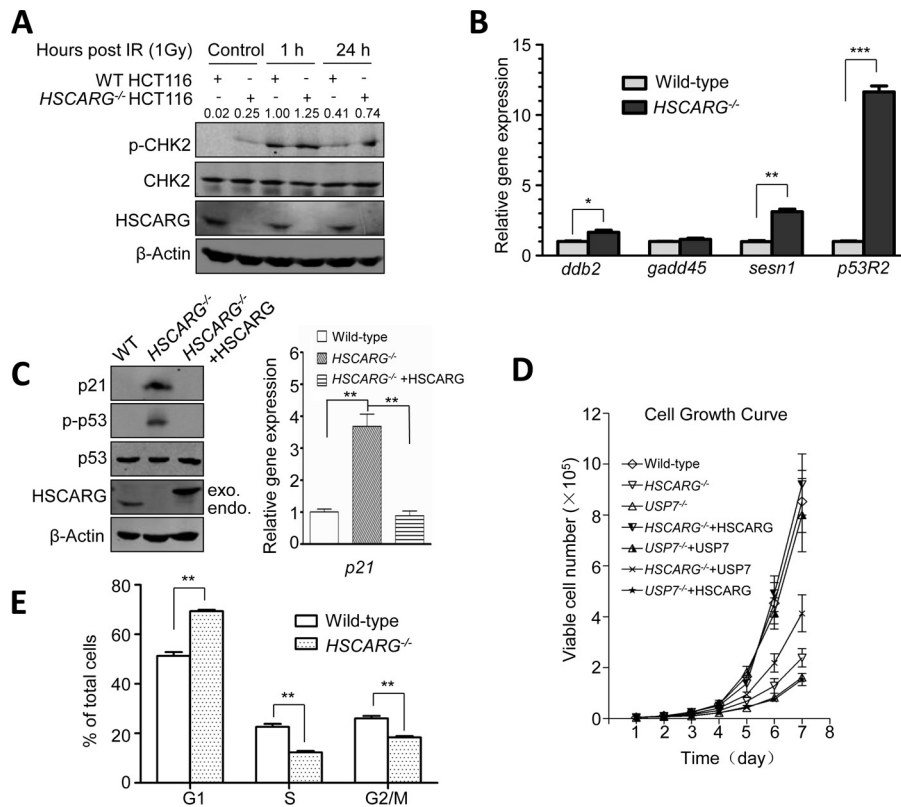 A
Hours post IR (1Gy) Control 1 h 24 h
WT HCT116 + - + - + -
HSCARG-/- HCT116 - + - + - +
0.02 0.25 1.00 1.25 0.41 0.74
p-CHK2
CHK2
HSCARG
β-Actin
B
Relative gene expression
15
12
9
6
3
0
Wild-type
HSCARG-/-
*
**
***
ddb2 gadd45 sesn1 p53R2
C
WT HSCARG-/- HSCARG-/- +HSCARG
p21
p-p53
p53
HSCARG exo. endo.
β-Actin
Wild-type
HSCARG-/-
HSCARG-/- +HSCARG
Relative gene expression
6
5
4
3
2
1
0
** **
p21
D
Cell Growth Curve
Viable cell number (×10⁵)
12
10
8
6
4
2
0
Wild-type
HSCARG-/-
USP7-/-
HSCARG-/-+HSCARG
USP7-/-+USP7
HSCARG-/-+USP7
USP7-/-+HSCARG
1 2 3 4 5 6 7 8
Time (day)
E
% of total cells
80
60
40
20
0
Wild-type
HSCARG-/-
**
**
**
G1 S G2/M